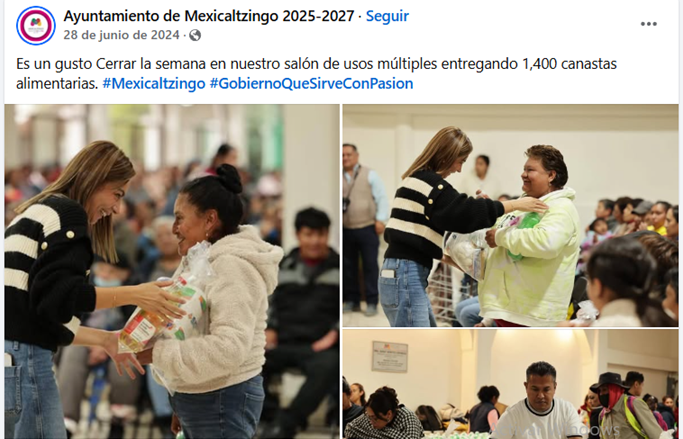 Ayuntamiento de Mexicaltzingo 2025-2027 · Seguir
28 de junio de 2024 ·
Es un gusto Cerrar la semana en nuestro salón de usos múltiples entregando 1,400 canastas
alimentarias. #Mexicaltzingo #GobiernoQueSirveConPasion